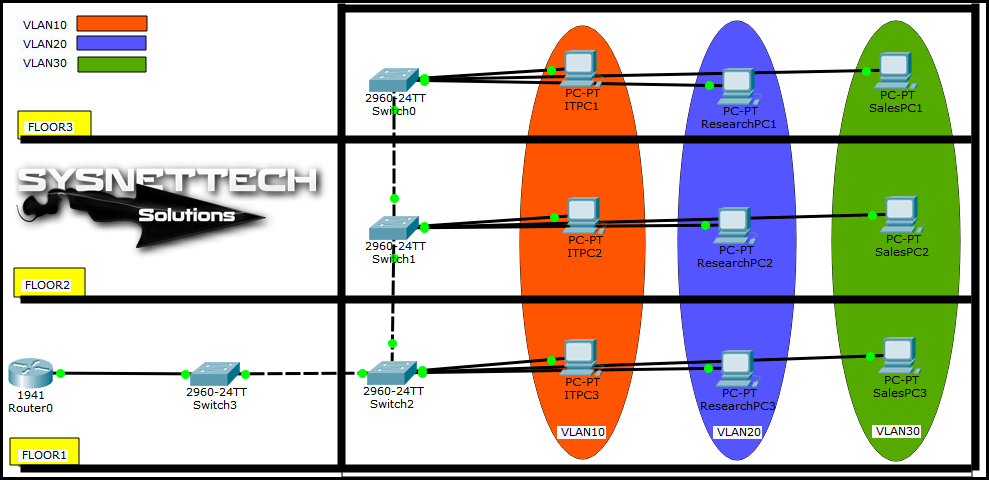 VLAN10
VLAN20
VLAN30
FLOOR3
2960-24TT
Switch0
PC-PT
ITPC1
PC-PT
ResearchPC1
PC-PT
SalesPC1
SYSNETTECH
Solutions
FLOOR2
2960-24TT
Switch1
PC-PT
ITPC2
PC-PT
ResearchPC2
PC-PT
SalesPC2
1941
Router0
2960-24TT
Switch3
2960-24TT
Switch2
PC-PT
ITPC3
PC-PT
ResearchPC3
PC-PT
SalesPC3
FLOOR1
VLAN10
VLAN20
VLAN30